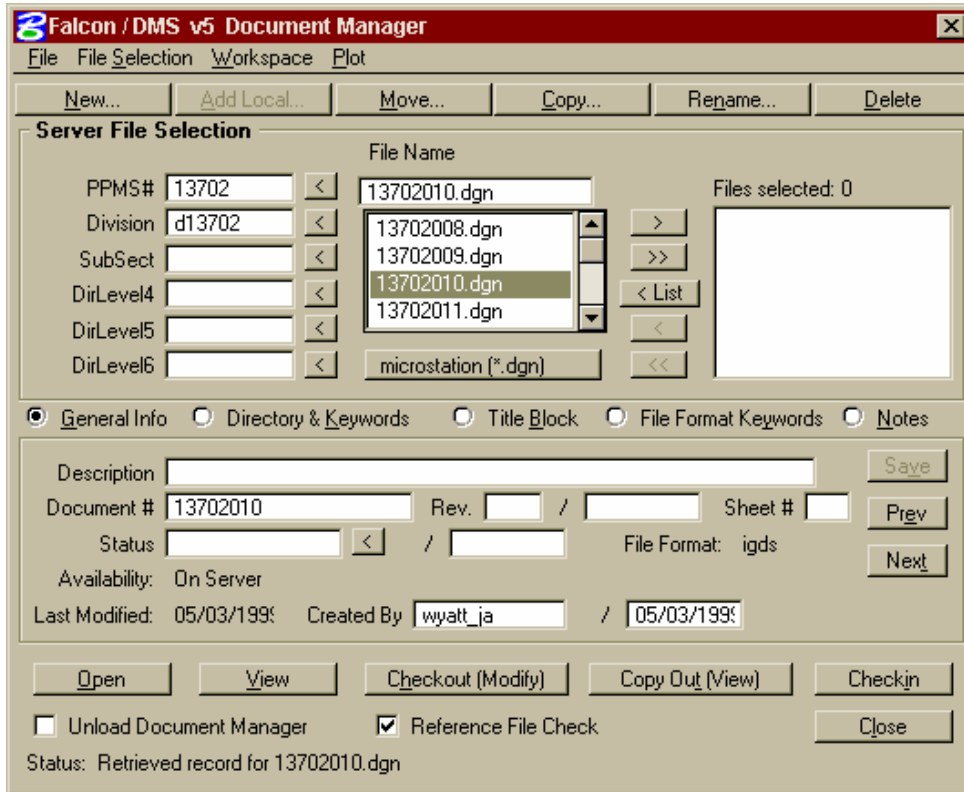 Falcon / DMS v5 Document Manager
File File Selection Workspace Plot
New... Add Local... Move... Copy... Rename... Delete
Server File Selection
File Name
PPMS# 13702 < 13702010.dgn Files selected: 0
Division d13702 < 13702008.dgn >
SubSect < 13702009.dgn >>
DirLevel4 < 13702010.dgn < List
DirLevel5 < 13702011.dgn <
DirLevel6 < microstation (*.dgn) <<
General Info Directory & Keywords Title Block File Format Keywords Notes
Description Save
Document # 13702010 Rev. / Sheet # Prev
Status < / File Format: igds Next
Availability: On Server
Last Modified: 05/03/199 Created By wyatt_ja / 05/03/199
Open View Checkout (Modify) Copy Out (View) Checkin
Unload Document Manager Reference File Check Close
Status: Retrieved record for 13702010.dgn